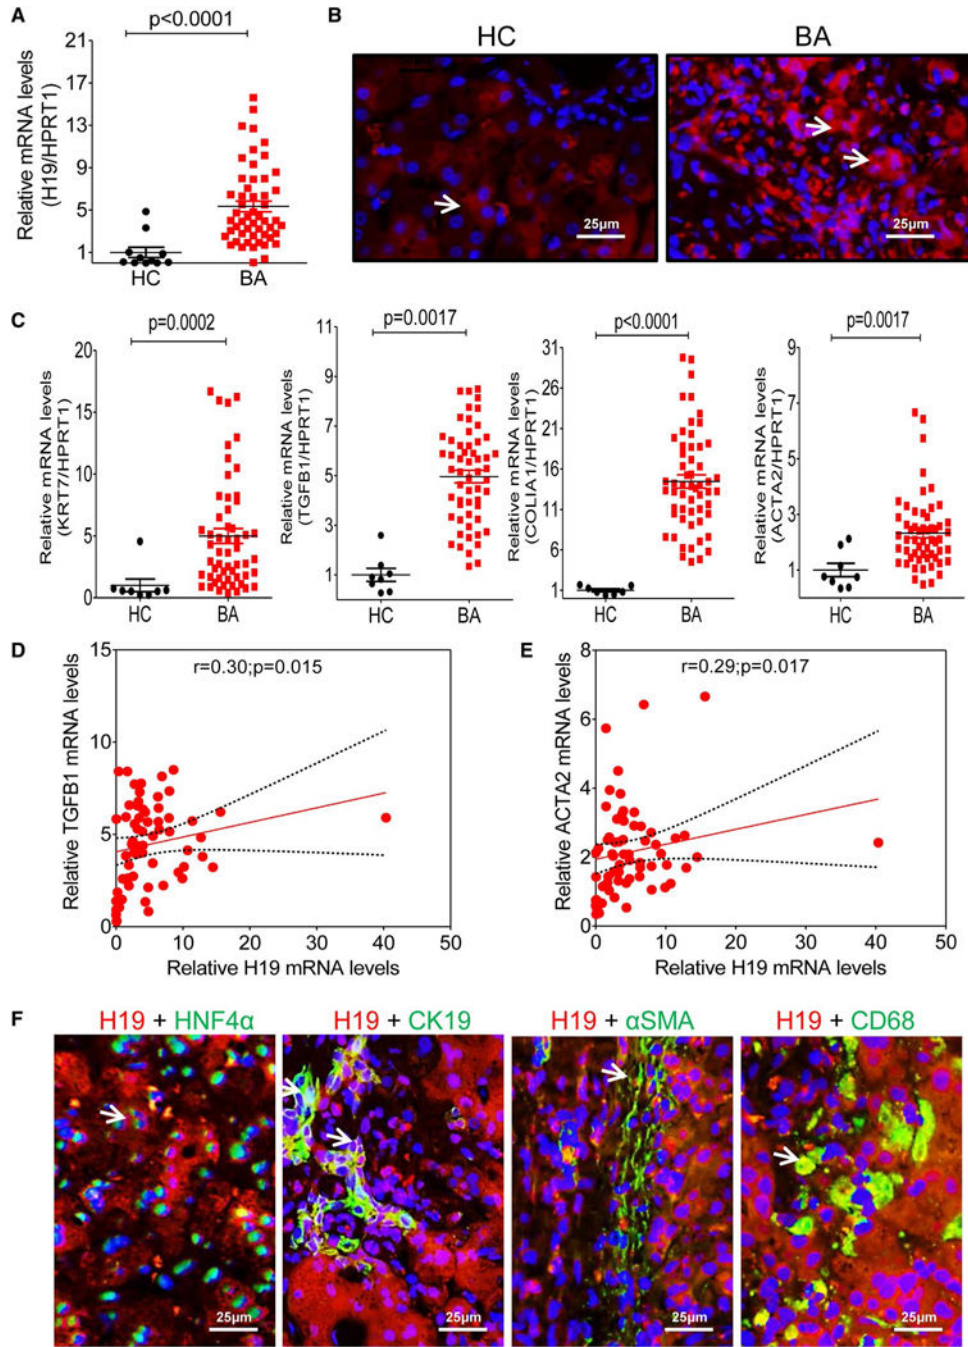 A
p<0.0001
Relative mRNA levels
(H19/HPRT1)
21
17
13
9
5
1
HC
BA
B
HC
BA
25μm
25μm
C
p=0.0002
Relative mRNA levels
(KRT7/HPRT1)
20
15
10
5
0
HC
BA
p=0.0017
Relative mRNA levels
(TGFB1/HPRT1)
11
9
7
5
3
1
HC
BA
p<0.0001
Relative mRNA levels
(COLIA1/HPRT1)
31
26
21
16
11
6
1
HC
BA
p=0.0017
Relative mRNA levels
(ACTA2/HPRT1)
9
7
5
3
1
HC
BA
D
r=0.30;p=0.015
Relative TGFB1 mRNA levels
15
10
5
0
0
10
20
30
40
50
Relative H19 mRNA levels
E
r=0.29;p=0.017
Relative ACTA2 mRNA levels
8
6
4
2
0
0
10
20
30
40
50
Relative H19 mRNA levels
F
H19 + HNF4α
H19 + CK19
H19 + αSMA
H19 + CD68
25μm
25μm
25μm
25μm